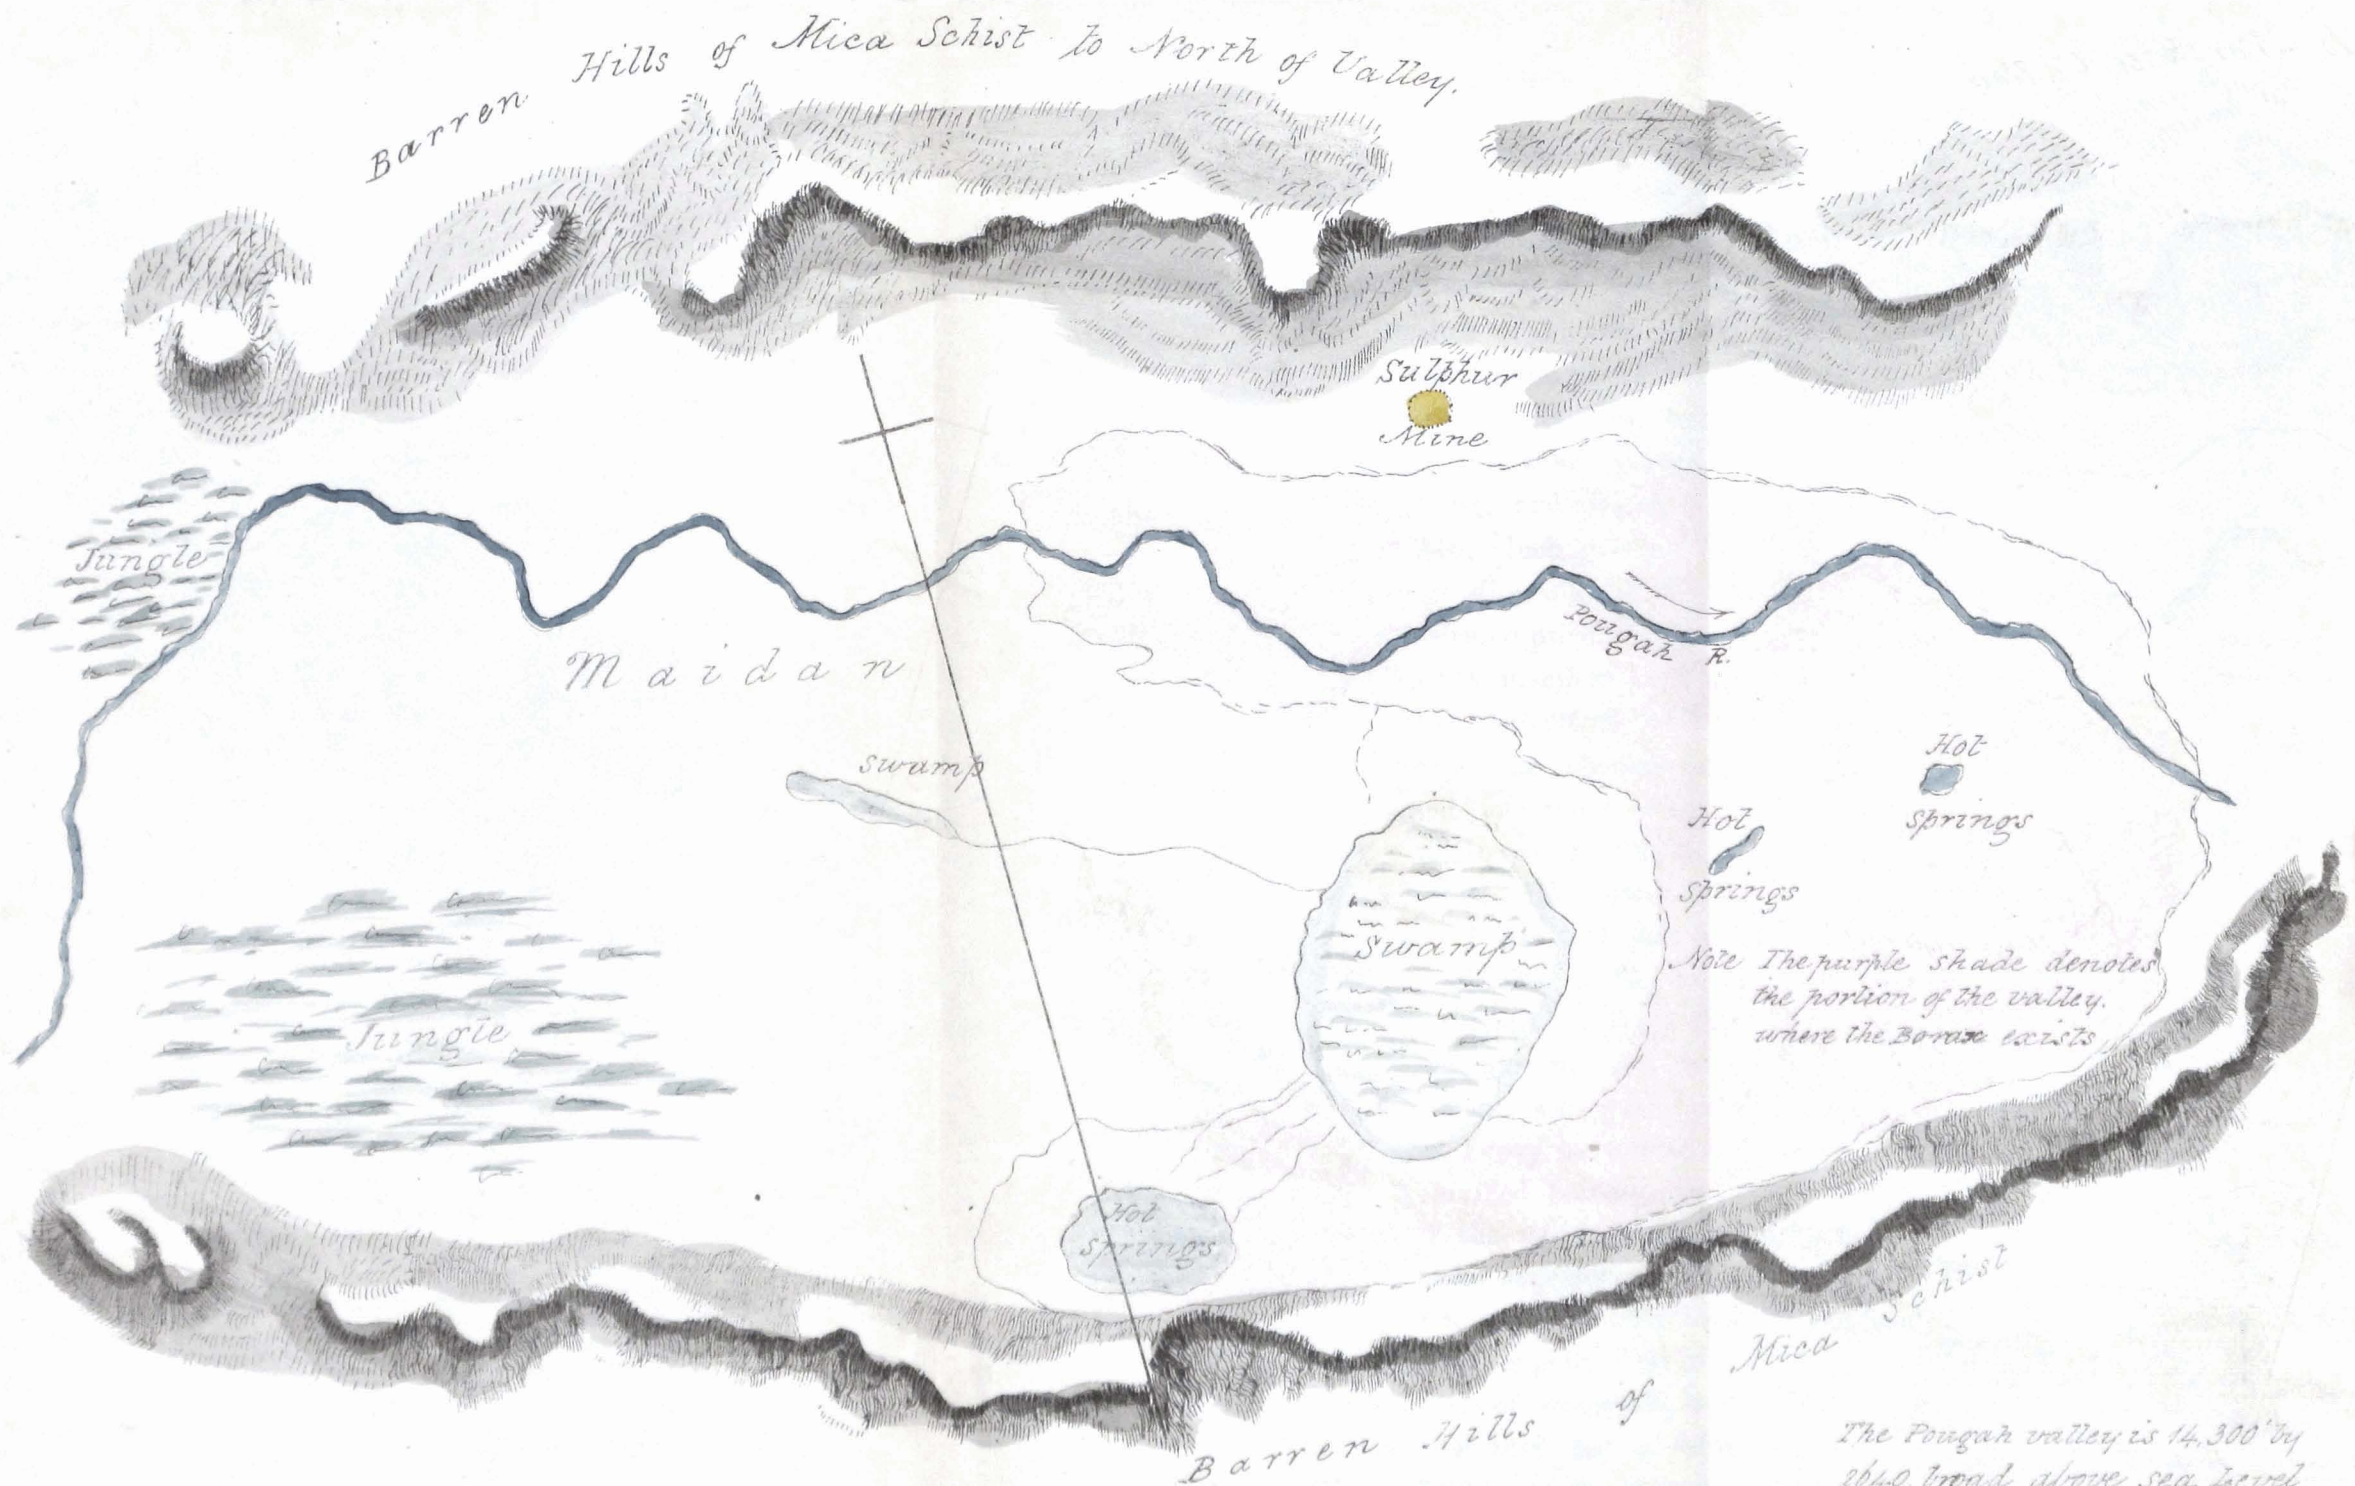 Barren Hills of Mica Schist to North of Valley.
Sulphur
Mine
Jungle
Pougah R.
Maidan
swamp
Hot
springs
Hot
springs
Swamp
Note The purple shade denotes
the portion of the valley.
where the Borax exists
Jungle
Hot
springs
Barren Hills of Mica Schist
The Pougah valley is 14,300' by
2640 broad above sea Level